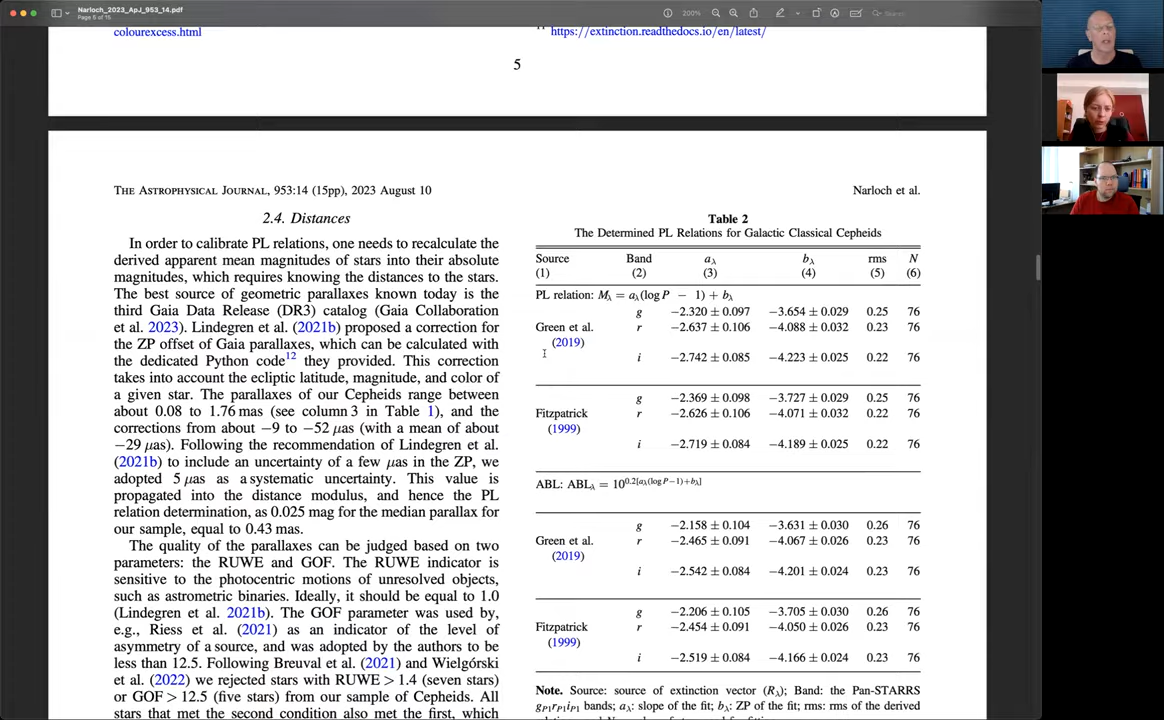 Narloch_2023_ApJ_953_14.pdf
Page 6 of 15
200%
Search
colourexcess.html
https://extinction.readthedocs.io/en/latest/
5
THE ASTROPHYSICAL JOURNAL, 953:14 (15pp), 2023 August 10
Narloch et al.
2.4. Distances
In order to calibrate PL relations, one needs to recalculate the
derived apparent mean magnitudes of stars into their absolute
magnitudes, which requires knowing the distances to the stars.
The best source of geometric parallaxes known today is the
third Gaia Data Release (DR3) catalog (Gaia Collaboration
et al. 2023). Lindegren et al. (2021b) proposed a correction for
the ZP offset of Gaia parallaxes, which can be calculated with
the dedicated Python code12 they provided. This correction
takes into account the ecliptic latitude, magnitude, and color of
a given star. The parallaxes of our Cepheids range between
about 0.08 to 1.76 mas (see column 3 in Table 1), and the
corrections from about −9 to −52 μas (with a mean of about
−29 μas). Following the recommendation of Lindegren et al.
(2021b) to include an uncertainty of a few μas in the ZP, we
adopted 5 μas as a systematic uncertainty. This value is
propagated into the distance modulus, and hence the PL
relation determination, as 0.025 mag for the median parallax for
our sample, equal to 0.43 mas.
The quality of the parallaxes can be judged based on two
parameters: the RUWE and GOF. The RUWE indicator is
sensitive to the photocentric motions of unresolved objects,
such as astrometric binaries. Ideally, it should be equal to 1.0
(Lindegren et al. 2021b). The GOF parameter was used by,
e.g., Riess et al. (2021) as an indicator of the level of
asymmetry of a source, and was adopted by the authors to be
less than 12.5. Following Breuval et al. (2021) and Wielgórski
et al. (2022) we rejected stars with RUWE > 1.4 (seven stars)
or GOF > 12.5 (five stars) from our sample of Cepheids. All
stars that met the second condition also met the first, which
Table 2
The Determined PL Relations for Galactic Classical Cepheids
Source Band aλ bλ rms N
(1) (2) (3) (4) (5) (6)
PL relation: Mλ = aλ(log P − 1) + bλ
g −2.320 ± 0.097 −3.654 ± 0.029 0.25 76
Green et al. r −2.637 ± 0.106 −4.088 ± 0.032 0.23 76
(2019)
i −2.742 ± 0.085 −4.223 ± 0.025 0.22 76
g −2.369 ± 0.098 −3.727 ± 0.029 0.25 76
Fitzpatrick r −2.626 ± 0.106 −4.071 ± 0.032 0.22 76
(1999)
i −2.719 ± 0.084 −4.189 ± 0.025 0.22 76
ABL: ABLλ = 10^0.2[aλ(log P−1)+bλ]
g −2.158 ± 0.104 −3.631 ± 0.030 0.26 76
Green et al. r −2.465 ± 0.091 −4.067 ± 0.026 0.23 76
(2019)
i −2.542 ± 0.084 −4.201 ± 0.024 0.23 76
g −2.206 ± 0.105 −3.705 ± 0.030 0.26 76
Fitzpatrick r −2.454 ± 0.091 −4.050 ± 0.026 0.23 76
(1999)
i −2.519 ± 0.084 −4.166 ± 0.024 0.23 76
Note. Source: source of extinction vector (Rλ); Band: the Pan-STARRS
gP1rP1iP1 bands; aλ: slope of the fit; bλ: ZP of the fit; rms: rms of the derived